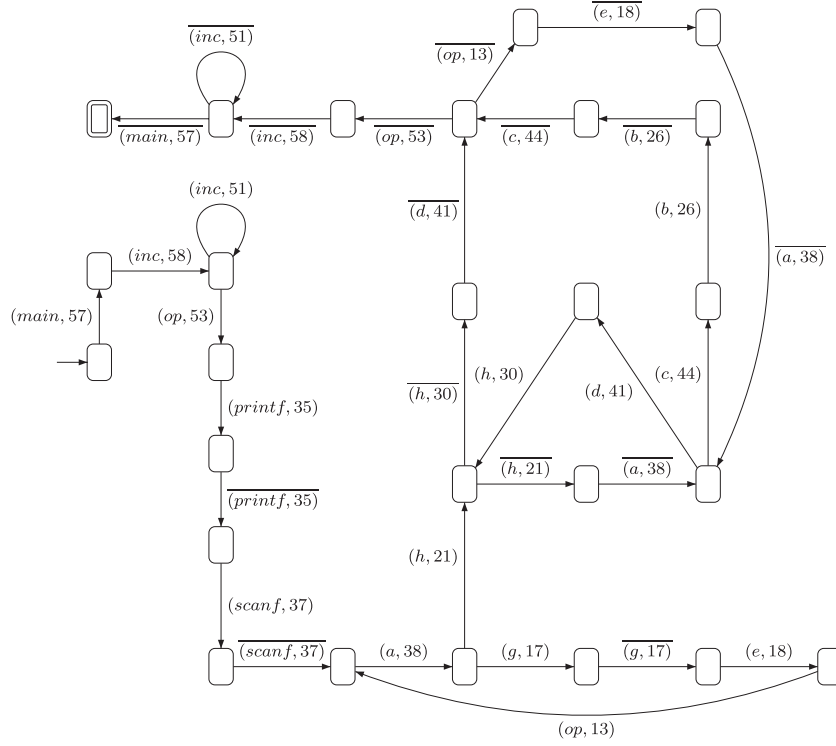 (e, 18)
(inc, 51)
(op, 13)
(main, 57) (inc, 58) (op, 53) (c, 44) (b, 26)
(inc, 51)
(d, 41) (b, 26)
(inc, 58) (a, 38)
(main, 57) (op, 53)
(h, 30) (c, 44)
(h, 30) (d, 41)
(printf, 35)
(h, 21) (a, 38)
(printf, 35)
(h, 21)
(scanf, 37)
(scanf, 37) (a, 38) (g, 17) (g, 17) (e, 18)
(op, 13)